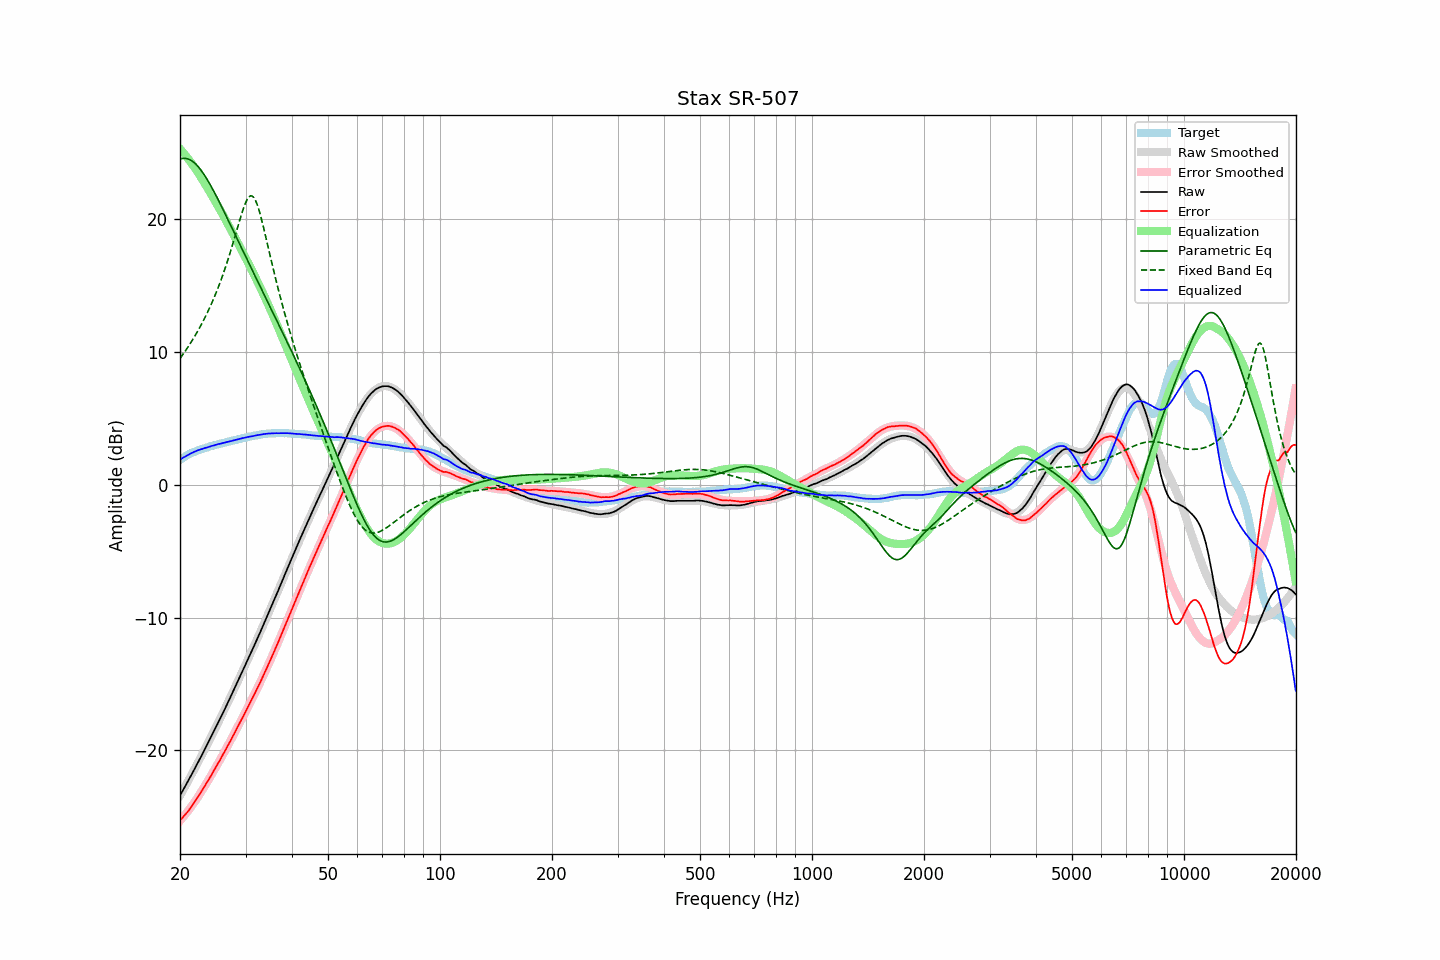 Stax SR-507
Target
Raw Smoothed
Error Smoothed
Raw
Error
Equalization
Parametric Eq
Fixed Band Eq
Equalized
Amplitude (dBr)
20
10
0
−10
−20
20 50 100 200 500 1000 2000 5000 10000 20000
Frequency (Hz)